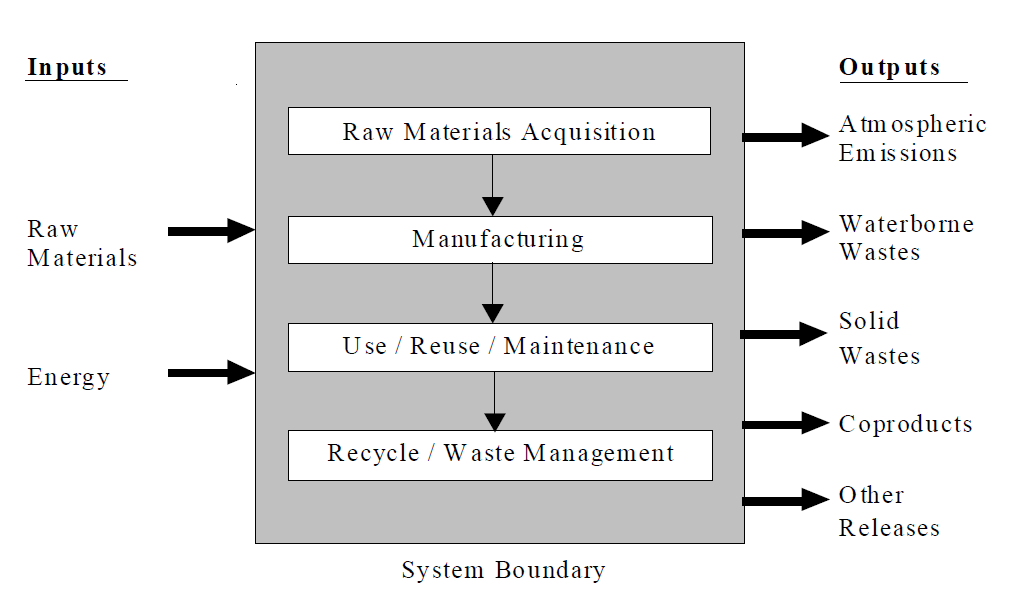 Inputs
Raw
Materials
Energy
Raw Materials Acquisition
Manufacturing
Use / Reuse / Maintenance
Recycle / Waste Management
System Boundary
Outputs
Atmospheric
Emissions
Waterborne
Wastes
Solid
Wastes
Coproducts
Other
Releases